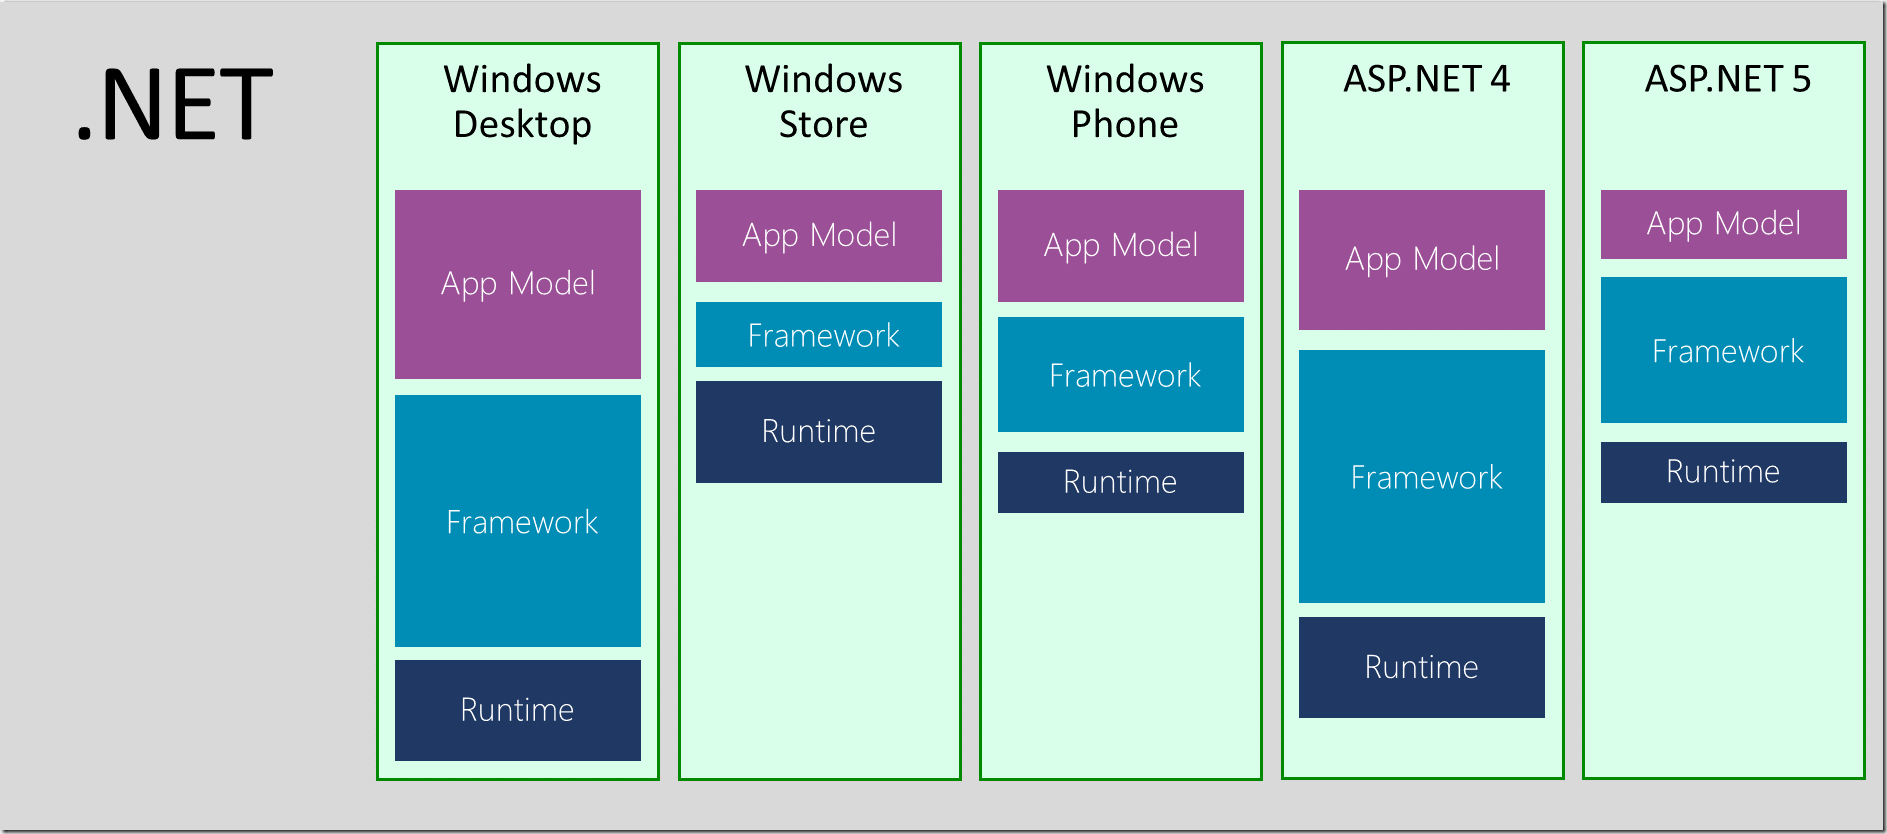 .NET
Windows
Desktop
App Model
Framework
Runtime
Windows
Store
App Model
Framework
Runtime
Windows
Phone
App Model
Framework
Runtime
ASP.NET 4
App Model
Framework
Runtime
ASP.NET 5
App Model
Framework
Runtime